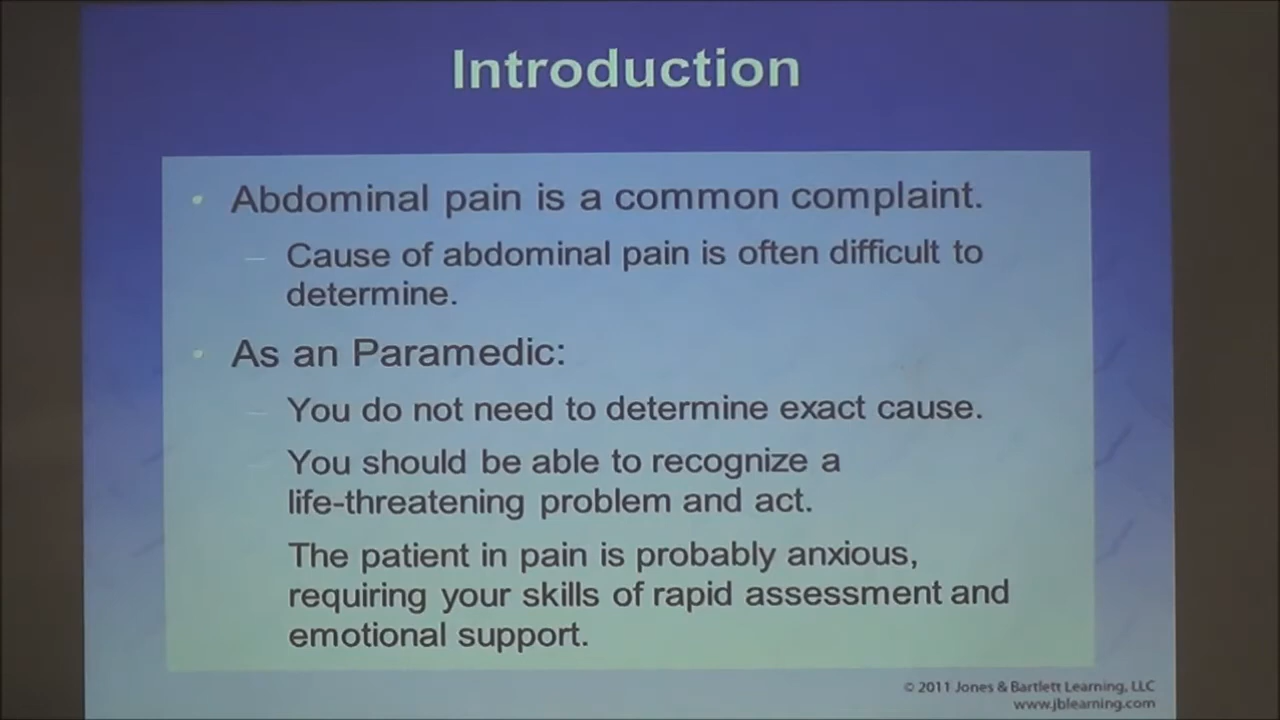 Introduction
• Abdominal pain is a common complaint.
– Cause of abdominal pain is often difficult to
determine.
• As an Paramedic:
– You do not need to determine exact cause.
– You should be able to recognize a
life-threatening problem and act.
The patient in pain is probably anxious,
requiring your skills of rapid assessment and
emotional support.
© 2011 Jones & Bartlett Learning, LLC
www.jblearning.com